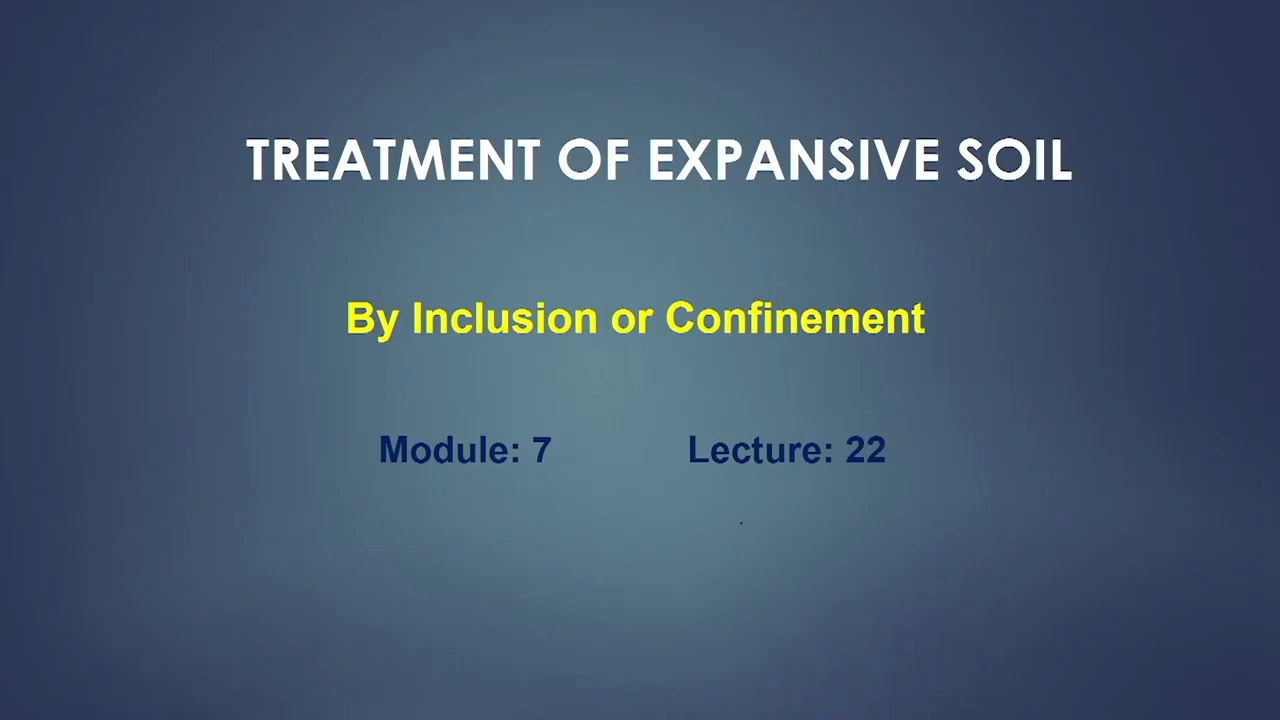 TREATMENT OF EXPANSIVE SOIL
By Inclusion or Confinement
Module: 7 Lecture: 22